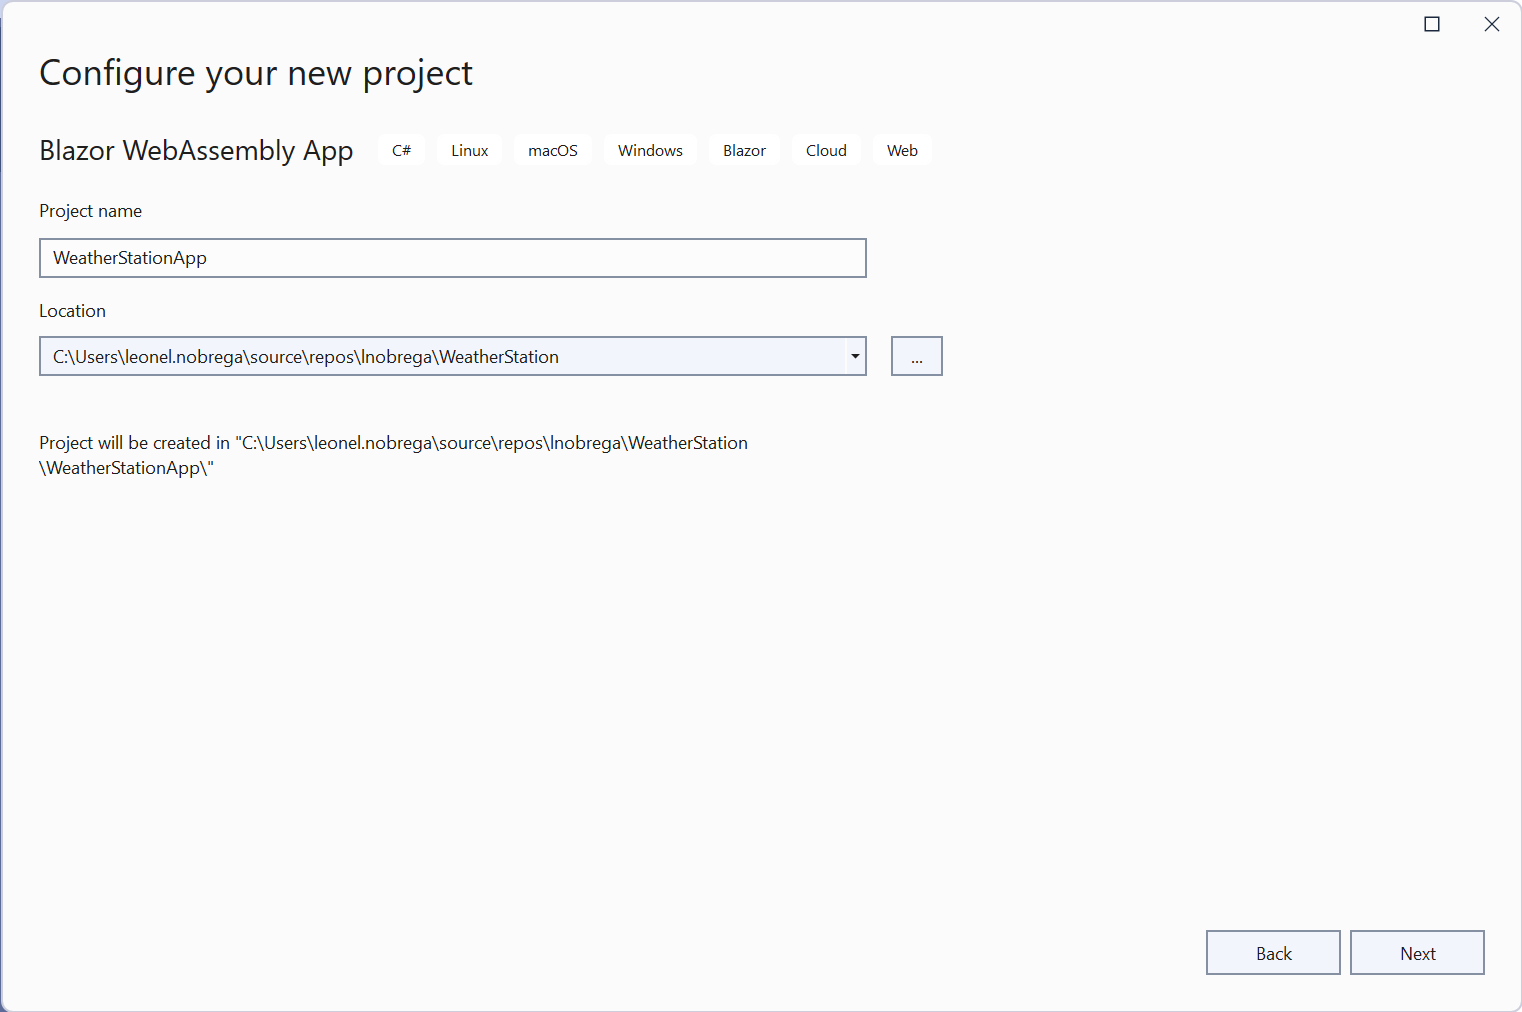 Configure your new project
Blazor WebAssembly App C# Linux macOS Windows Blazor Cloud Web
Project name
WeatherStationApp
Location
C:\Users\leonel.nobrega\source\repos\lnobrega\WeatherStation ...
Project will be created in "C:\Users\leonel.nobrega\source\repos\lnobrega\WeatherStation
\WeatherStationApp\"
Back Next